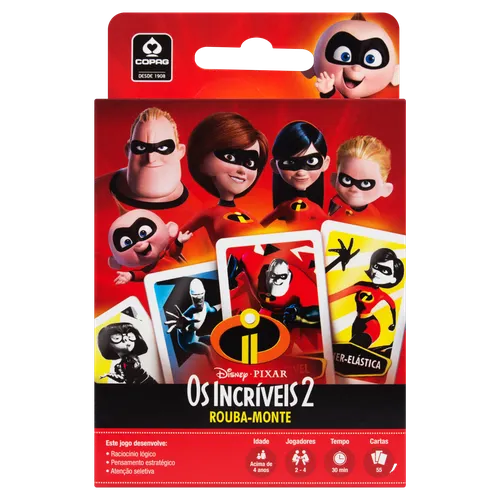 COPAG
DESDE 1908
VEL
ER-ELÁSTICA
Disney · PIXAR
OS INCRÍVEIS 2
ROUBA-MONTE
Este jogo desenvolve:
• Raciocínio lógico
• Pensamento estratégico
• Atenção seletiva
Idade
Acima de
4 anos
Jogadores
2 - 4
Tempo
30 min
Cartas
55